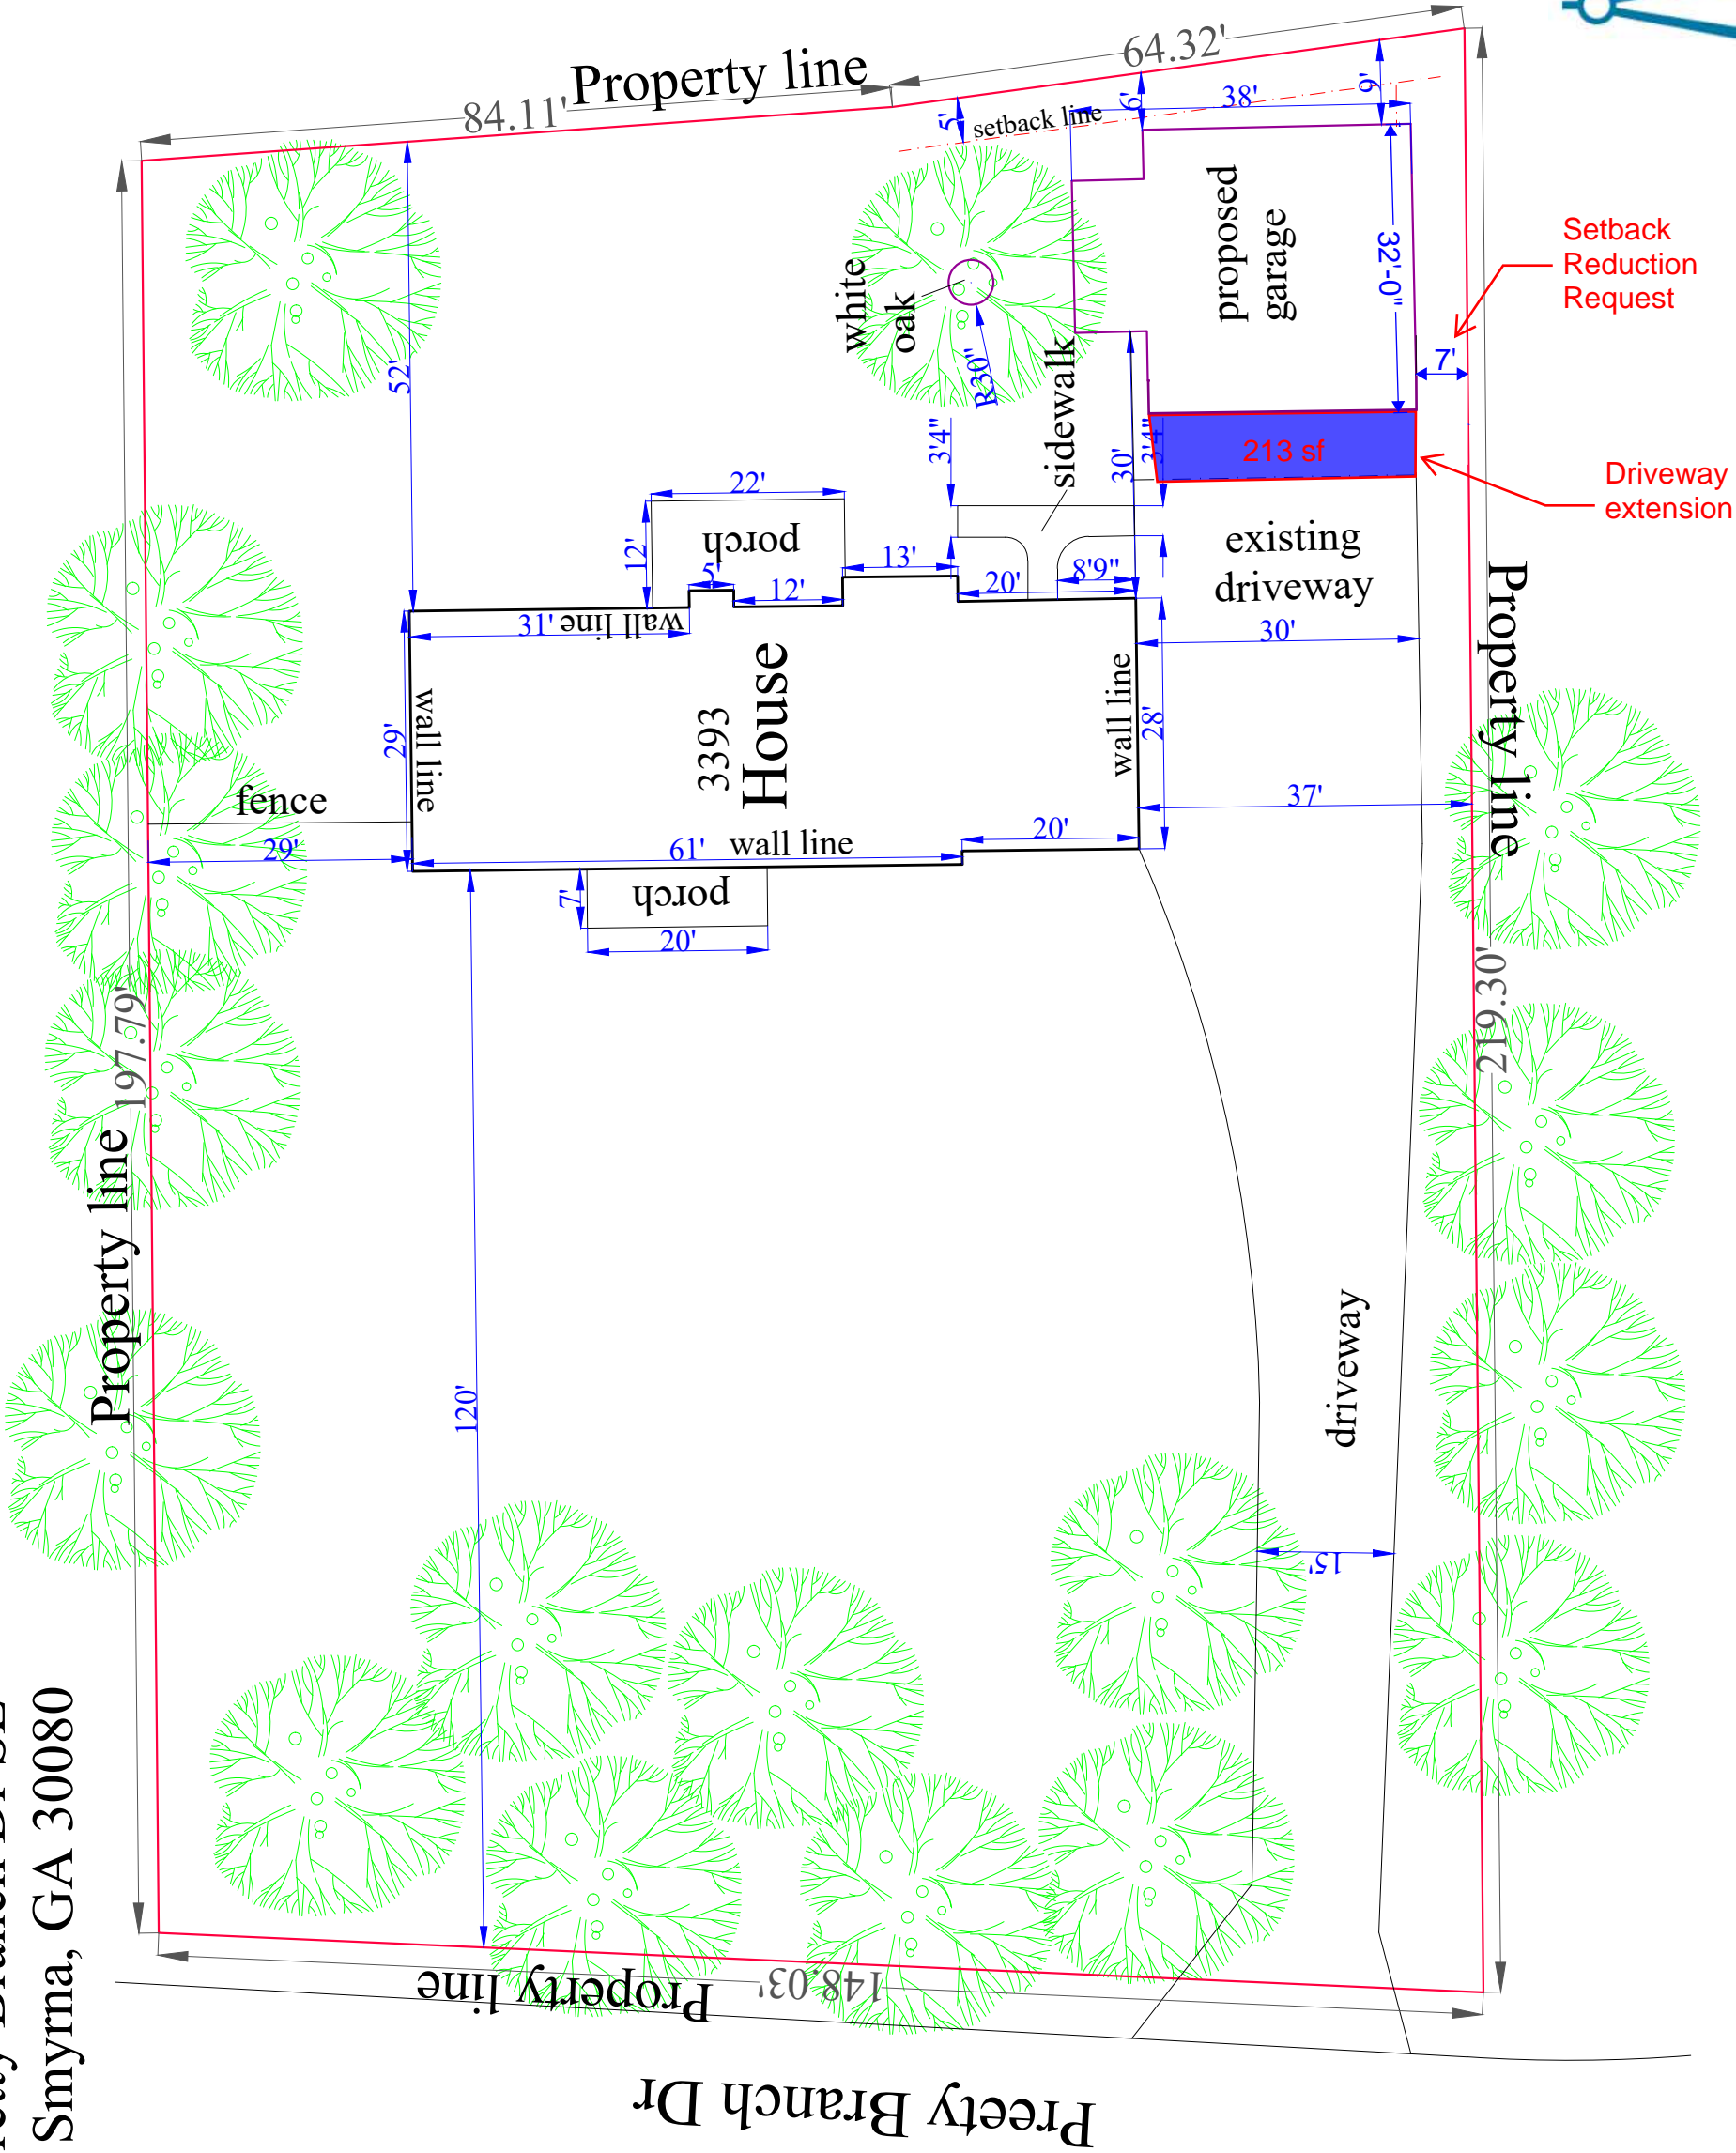 64.32'
Property line
84.11'
9'
6'
38'
5'
setback line
proposed
garage
Setback
Reduction
Request
white
oak
32'-0"
52'
R30"
sidewalk
7'
3'4"
30'
3'4"
213 sf
Driveway
extension
22'
12'
porch
13'
5'
12'
20'
8'9"
existing
driveway
31'
wall line
30'
Property line
wall line
29'
3393
House
wall line
28'
fence
37'
29'
61'
wall line
20'
7'
porch
20'
197.79'
219.30'
Property line
120'
driveway
15'
Smyrna, GA 30080
148.03'
Property line
Preety Branch Dr